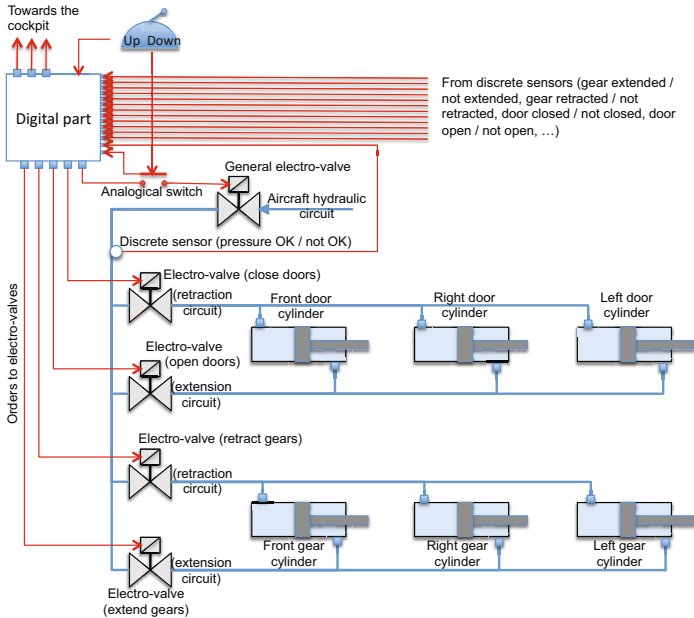 Towards the
cockpit
Up Down
Digital part
From discrete sensors (gear extended /
not extended, gear retracted / not
retracted, door closed / not closed, door
open / not open, …)
General electro-valve
Analogical switch
Aircraft hydraulic
circuit
Discrete sensor (pressure OK / not OK)
Orders to electro-valves
Electro-valve (close doors)
(retraction
circuit)
Front door
cylinder
Right door
cylinder
Left door
cylinder
Electro-valve
(open doors)
(extension
circuit)
Electro-valve (retract gears)
(retraction
circuit)
Front gear
cylinder
Right gear
cylinder
Left gear
cylinder
(extension
circuit)
Electro-valve
(extend gears)